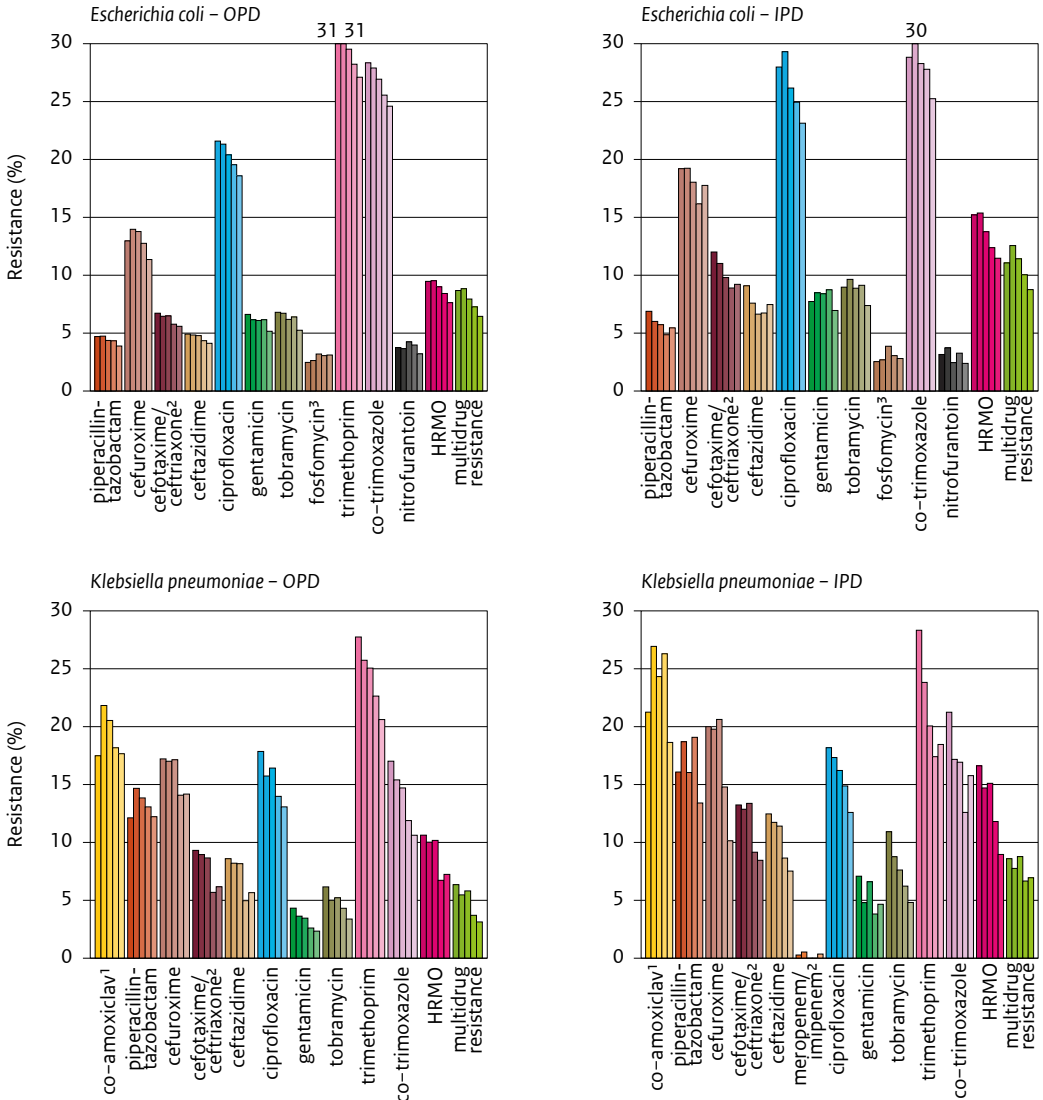 Escherichia coli – OPD
31 31
Resistance (%)
30
25
20
15
10
5
0
piperacillin-
tazobactam
cefuroxime
cefotaxime/
ceftriaxone²
ceftazidime
ciprofloxacin
gentamicin
tobramycin
fosfomycin³
trimethoprim
co-trimoxazole
nitrofurantoin
HRMO
multidrug
resistance
Escherichia coli – IPD
30
30
25
20
15
10
5
0
piperacillin-
tazobactam
cefuroxime
cefotaxime/
ceftriaxone²
ceftazidime
ciprofloxacin
gentamicin
tobramycin
fosfomycin³
co-trimoxazole
nitrofurantoin
HRMO
multidrug
resistance
Klebsiella pneumoniae – OPD
Resistance (%)
30
25
20
15
10
5
0
co-amoxiclav¹
piperacillin-
tazobactam
cefuroxime
cefotaxime/
ceftriaxone²
ceftazidime
ciprofloxacin
gentamicin
tobramycin
trimethoprim
co-trimoxazole
HRMO
multidrug
resistance
Klebsiella pneumoniae – IPD
30
25
20
15
10
5
0
co-amoxiclav¹
piperacillin-
tazobactam
cefuroxime
cefotaxime/
ceftriaxone²
ceftazidime
meropenem/
imipenem²
ciprofloxacin
gentamicin
tobramycin
trimethoprim
co-trimoxazole
HRMO
multidrug
resistance